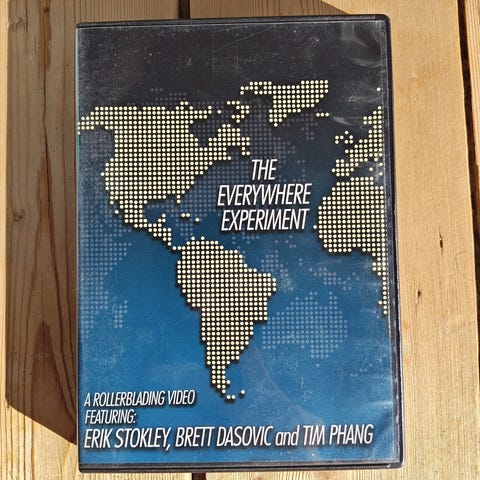 THE
EVERYWHERE
EXPERIMENT
A ROLLERBLADING VIDEO
FEATURING:
ERIK STOKLEY, BRETT DASOVIC and TIM PHANG